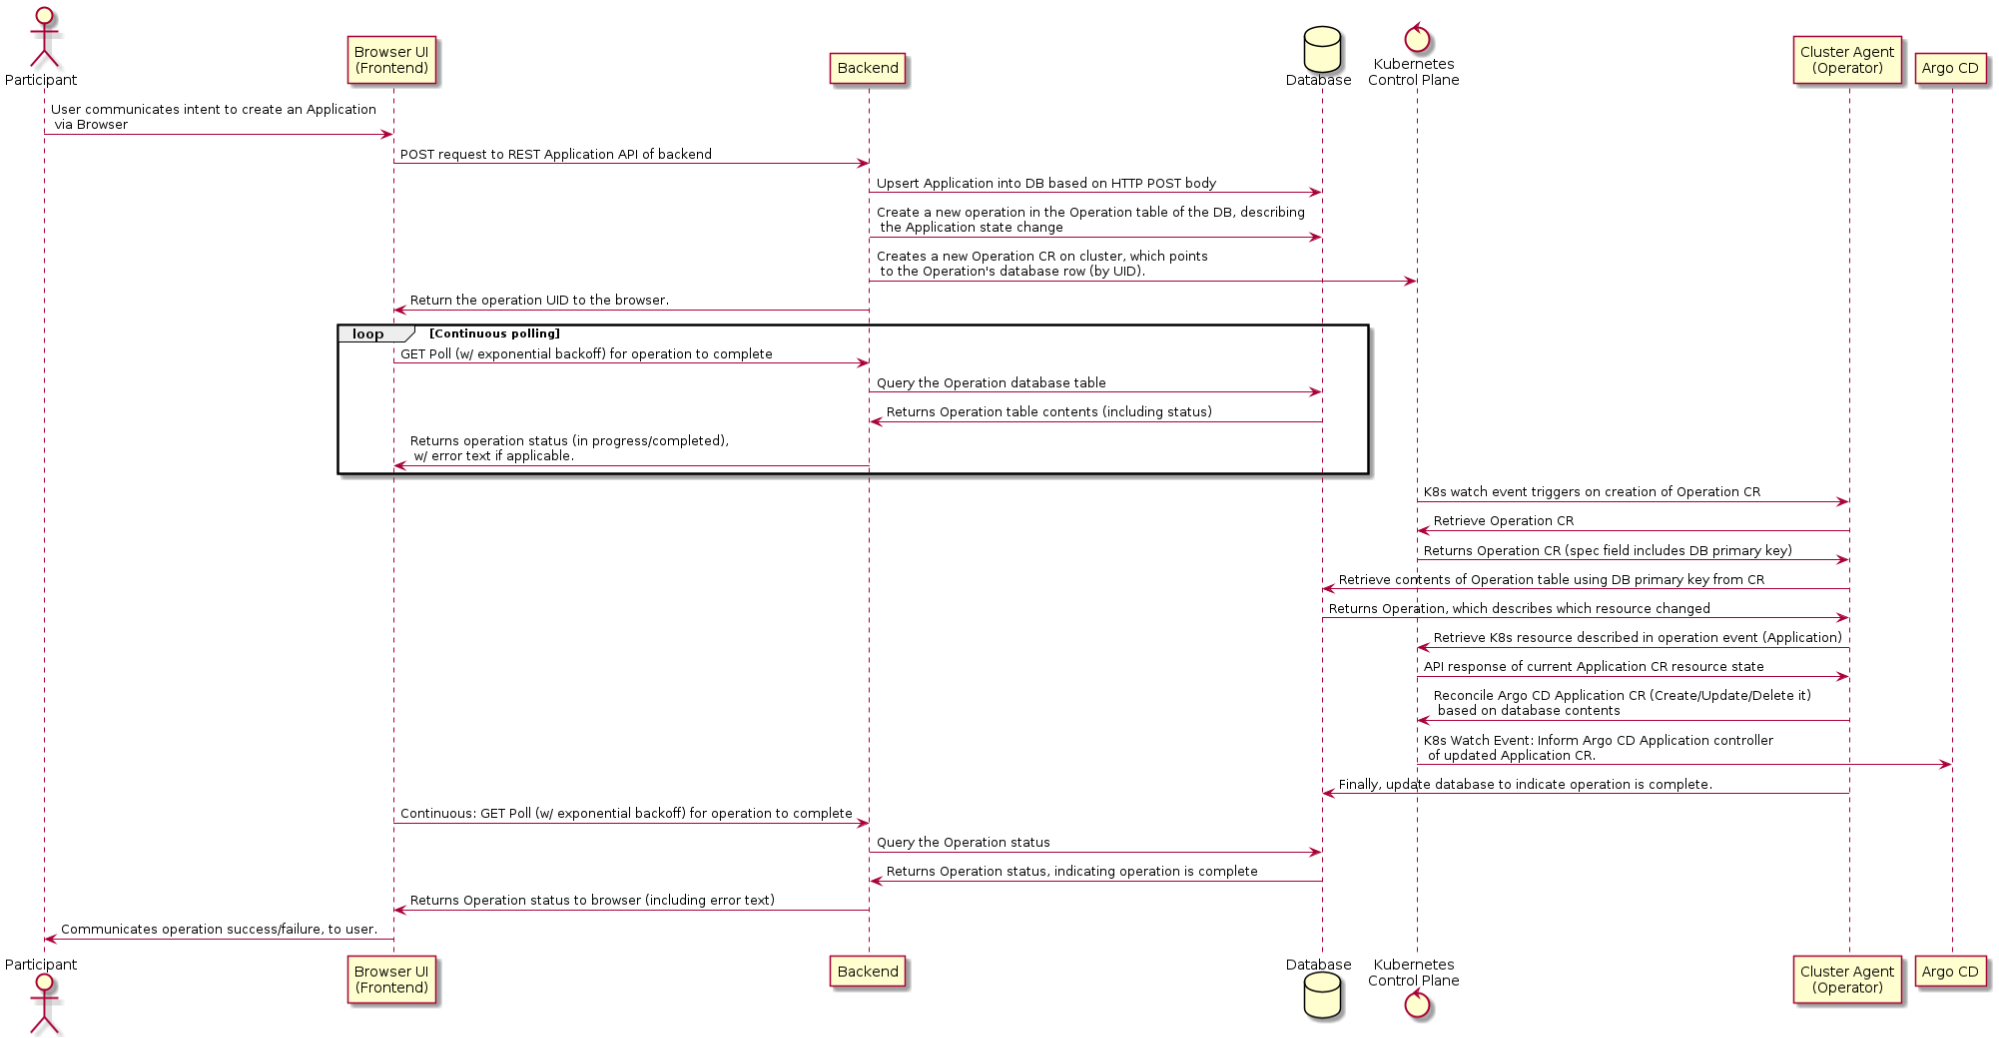 Participant
Browser UI
(Frontend)
Backend
Database
Kubernetes
Control Plane
Cluster Agent
(Operator)
Argo CD
User communicates intent to create an Application
via Browser
POST request to REST Application API of backend
Upsert Application into DB based on HTTP POST body
Create a new operation in the Operation table of the DB, describing
the Application state change
Creates a new Operation CR on cluster, which points
to the Operation's database row (by UID).
Return the operation UID to the browser.
loop [Continuous polling]
GET Poll (w/ exponential backoff) for operation to complete
Query the Operation database table
Returns Operation table contents (including status)
Returns operation status (in progress/completed),
w/ error text if applicable.
K8s watch event triggers on creation of Operation CR
Retrieve Operation CR
Returns Operation CR (spec field includes DB primary key)
Retrieve contents of Operation table using DB primary key from CR
Returns Operation, which describes which resource changed
Retrieve K8s resource described in operation event (Application)
API response of current Application CR resource state
Reconcile Argo CD Application CR (Create/Update/Delete it)
based on database contents
K8s Watch Event: Inform Argo CD Application controller
of updated Application CR.
Finally, update database to indicate operation is complete.
Continuous: GET Poll (w/ exponential backoff) for operation to complete
Query the Operation status
Returns Operation status, indicating operation is complete
Returns Operation status to browser (including error text)
Communicates operation success/failure, to user.
Participant
Browser UI
(Frontend)
Backend
Database
Kubernetes
Control Plane
Cluster Agent
(Operator)
Argo CD